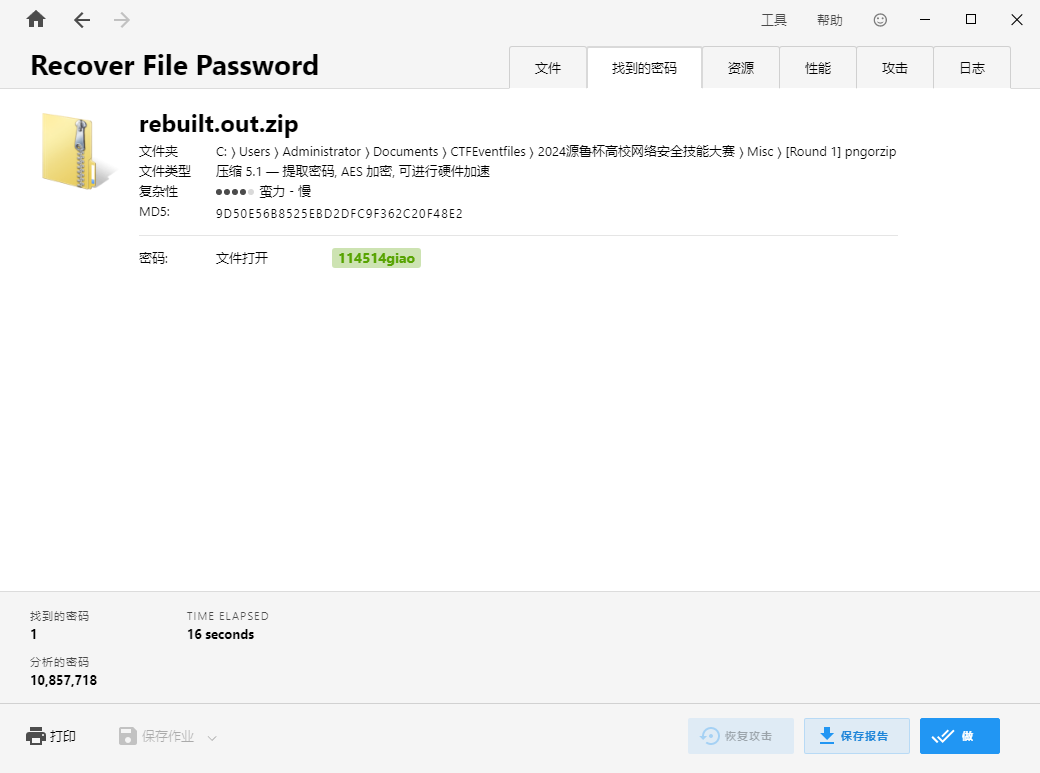 工具 帮助
Recover File Password
文件 找到的密码 资源 性能 攻击 日志
rebuilt.out.zip
文件夹 C: ⟩ Users ⟩ Administrator ⟩ Documents ⟩ CTFEventfiles ⟩ 2024源鲁杯高校网络安全技能大赛 ⟩ Misc ⟩ [Round 1] pngorzip
文件类型 压缩 5.1 — 提取密码, AES 加密, 可进行硬件加速
复杂性 蛮力 - 慢
MD5: 9D50E56B8525EBD2DFC9F362C20F48E2
密码: 文件打开 114514giao
找到的密码 TIME ELAPSED
1 16 seconds
分析的密码
10,857,718
打印 保存作业 恢复攻击 保存报告 做